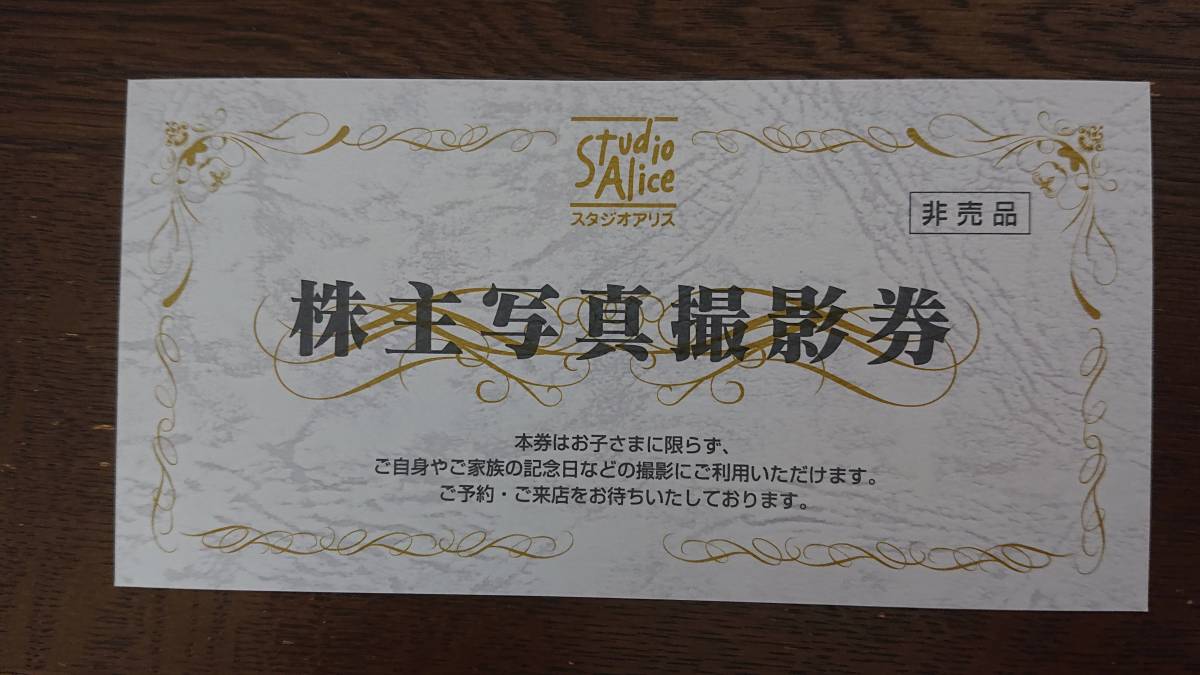 Studio
Alice
スタジオアリス
非売品
株主写真撮影券
本券はお子さまに限らず、
ご自身やご家族の記念日などの撮影にご利用いただけます。
ご予約・ご来店をお待ちいたしております。